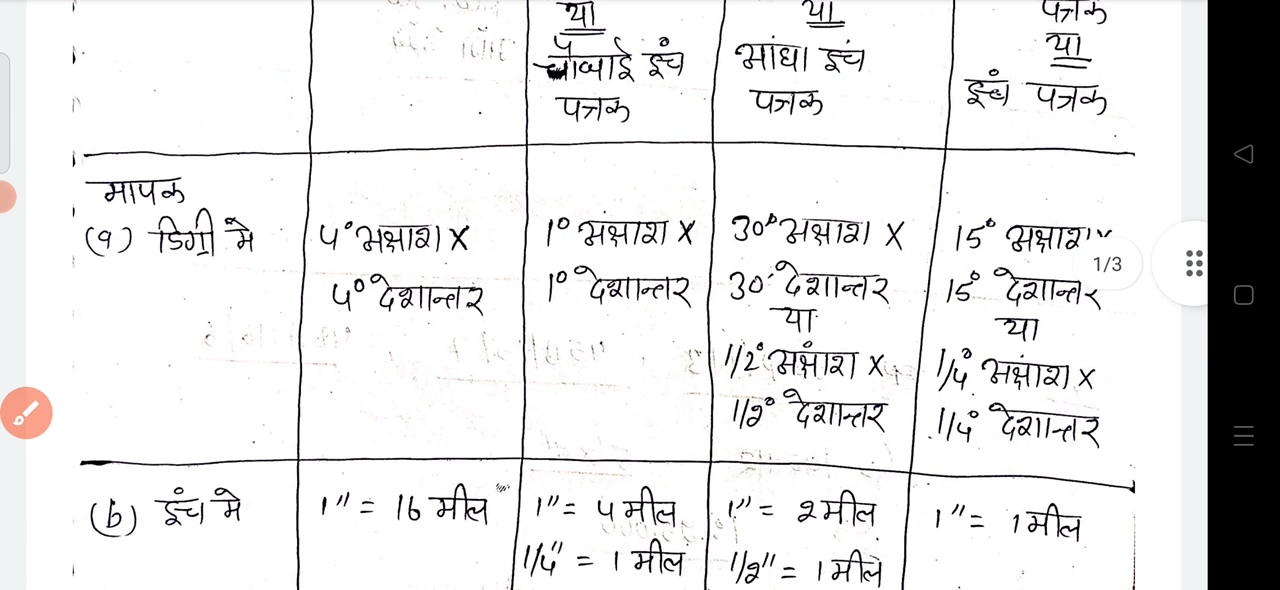 या
या
पत्रक
या
चौथाई इंच
पत्रक
आधा इंच
पत्रक
इंच पत्रक
मापक
(a) डिग्री मे
4° अक्षांश X
4° देशान्तर
1° अक्षांश X
1° देशान्तर
30° अक्षांश X
30' देशान्तर
या
1/2° अक्षांश X
1/2° देशान्तर
15° अक्षांश
15° देशान्तर
या
1/4° अक्षांश X
1/4° देशान्तर
1/3
(b) इंच मे
1" = 16 मील
1" = 4 मील
1/4" = 1 मील
1" = 2 मील
1/2" = 1 मील
1" = 1 मील